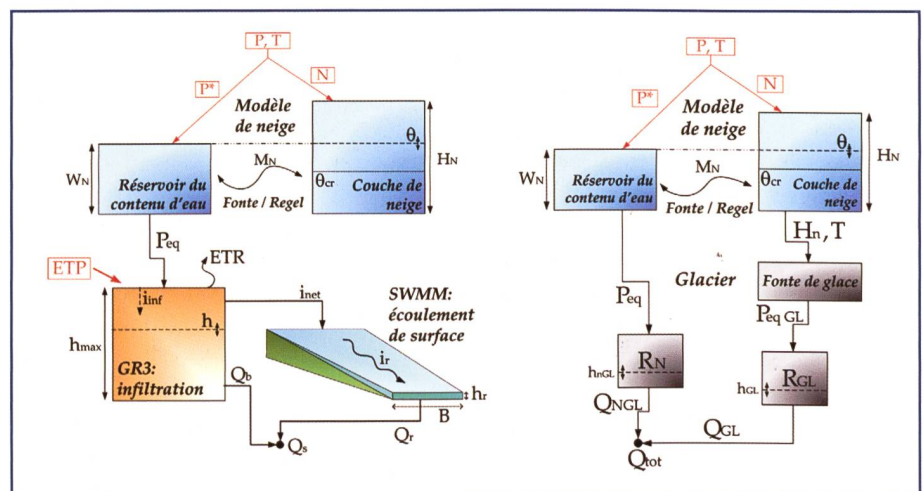 P, T
P*
N
Modèle
de neige
θ
HN
WN
Réservoir du
contenu d'eau
MN
Fonte / Regel
θcr
Couche de
neige
Peq
ETP
ETR
iinf
h
hmax
GR3:
infiltration
inet
SWMM:
écoulement
de surface
ir
Qb
hr
B
Qr
Qs
P, T
P*
N
Modèle
de neige
θ
HN
WN
Réservoir du
contenu d'eau
MN
Fonte / Regel
θcr
Couche de
neige
Hn, T
Glacier
Fonte de glace
Peq
Peq GL
RN
hnGL
RGL
hGL
QNGL
QGL
Qtot